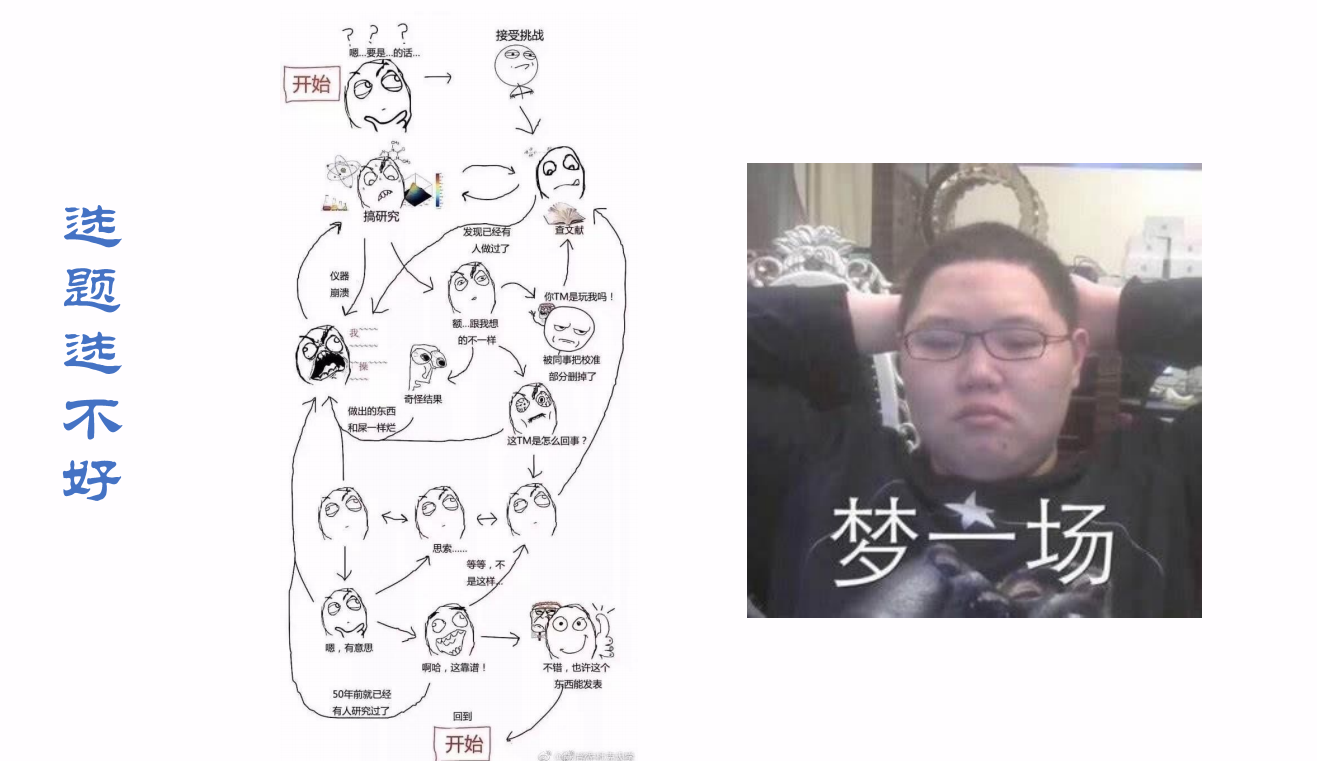 选
题
选
不
好
? ? ?
嗯...要是...的话...
开始
接受挑战
搞研究
查文献
发现已经有
人做过了
仪器
崩溃
我~~~~
~~~~~~
~~~操~~~~
~~~~
额...跟我想
的不一样
你TM是玩我吗！
被同事把校准
部分删掉了
奇怪结果
做出的东西
和屎一样烂
这TM是怎么回事？
思索......
等等，不
是这样...
嗯，有意思
啊哈，这靠谱！
不错，也许这个
东西能发表
50年前就已经
有人研究过了
回到
开始
梦一场